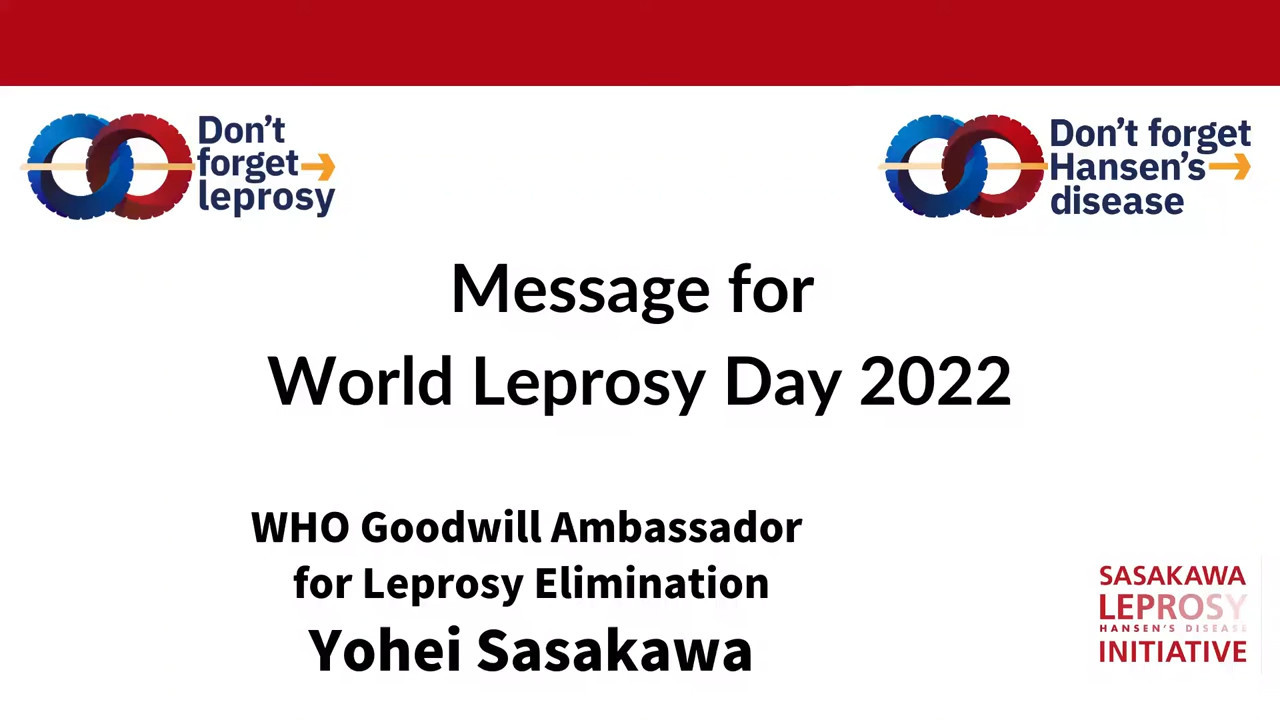 Don't
forget
leprosy
Don't forget
Hansen's
disease
Message for
World Leprosy Day 2022
WHO Goodwill Ambassador
for Leprosy Elimination
Yohei Sasakawa
SASAKAWA
LEPROSY
HANSEN'S DISEASE
INITIATIVE